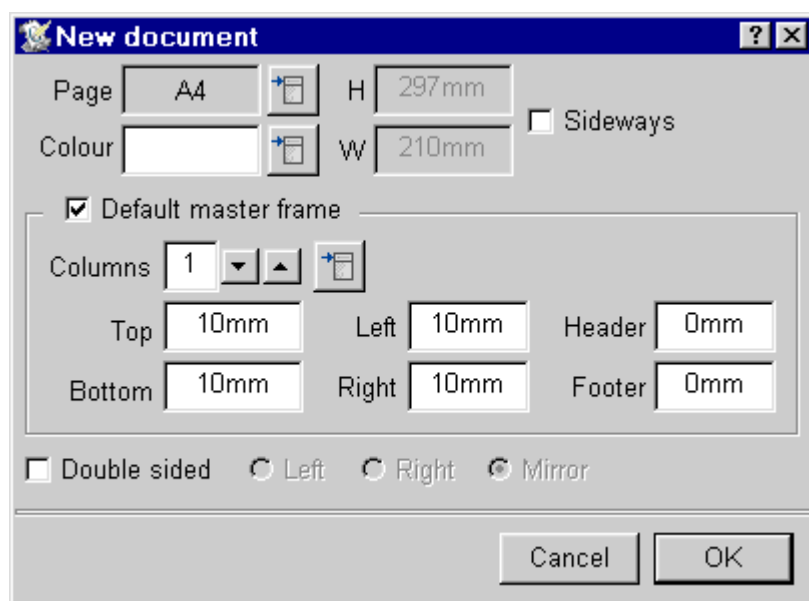 New document
Page A4 H 297mm
Sideways
Colour W 210mm
Default master frame
Columns 1
Top 10mm Left 10mm Header 0mm
Bottom 10mm Right 10mm Footer 0mm
Double sided Left Right Mirror
Cancel OK